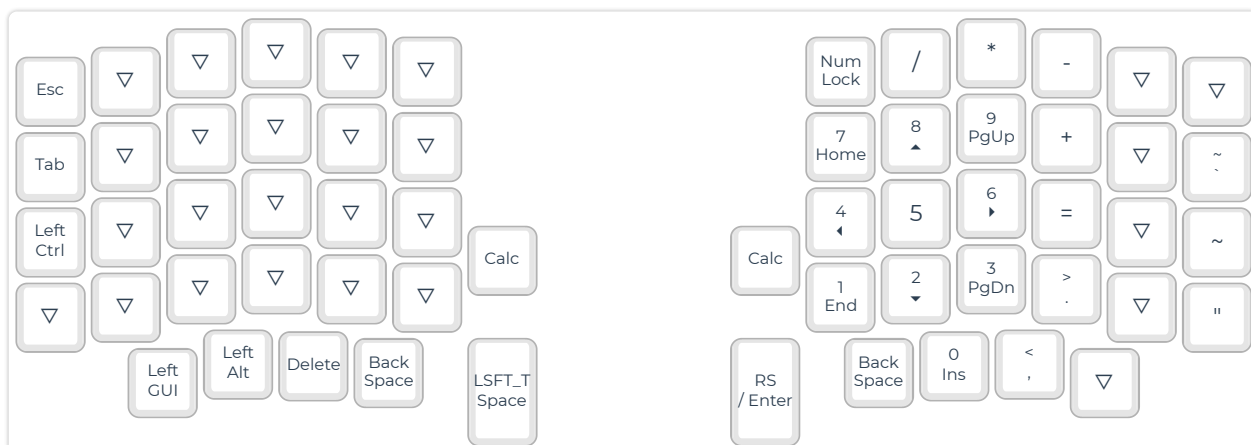 Esc
Tab
Left
Ctrl
Left
GUI
Left
Alt
Delete
Back
Space
Calc
LSFT_T
Space
Num
Lock
/
*
-
7
Home
8
9
PgUp
+
~
`
4
5
6
=
~
Calc
1
End
2
3
PgDn
>
.
"
RS
/ Enter
Back
Space
0
Ins
<
,